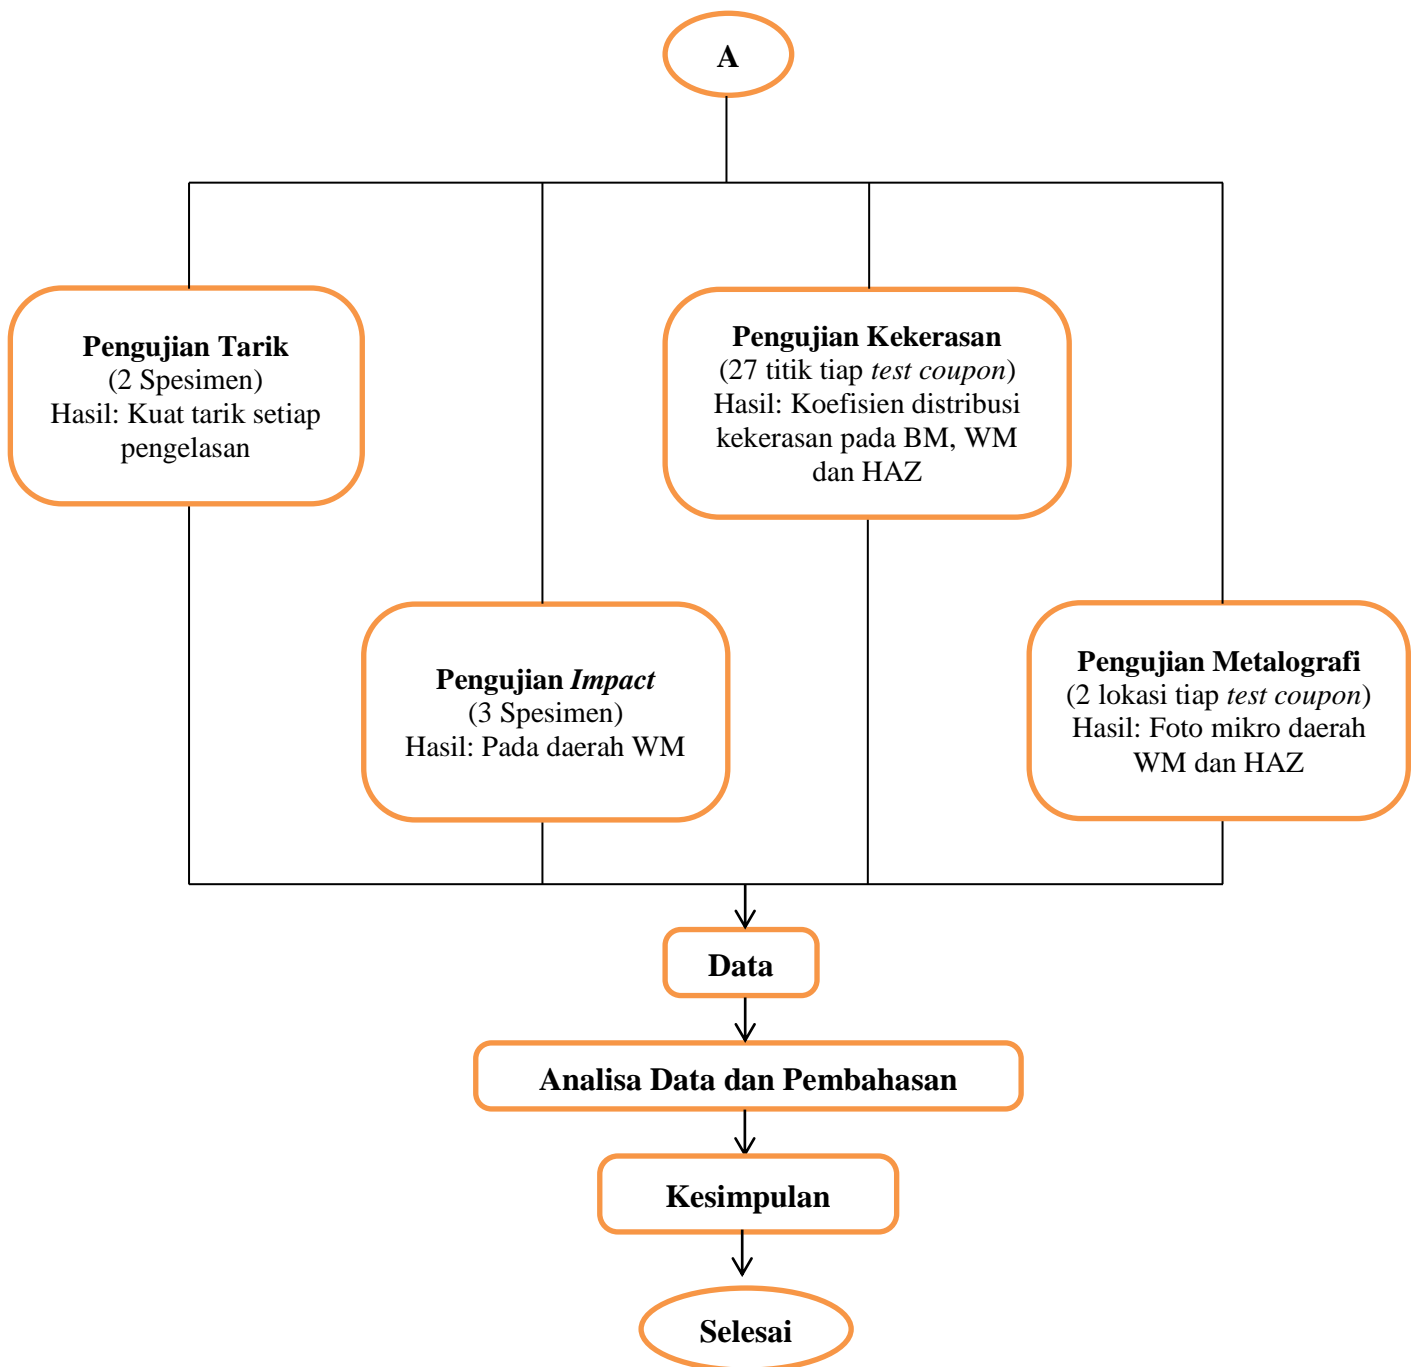 A
Pengujian Tarik
(2 Spesimen)
Hasil: Kuat tarik setiap
pengelasan
Pengujian Kekerasan
(27 titik tiap test coupon)
Hasil: Koefisien distribusi
kekerasan pada BM, WM
dan HAZ
Pengujian Impact
(3 Spesimen)
Hasil: Pada daerah WM
Pengujian Metalografi
(2 lokasi tiap test coupon)
Hasil: Foto mikro daerah
WM dan HAZ
Data
Analisa Data dan Pembahasan
Kesimpulan
Selesai